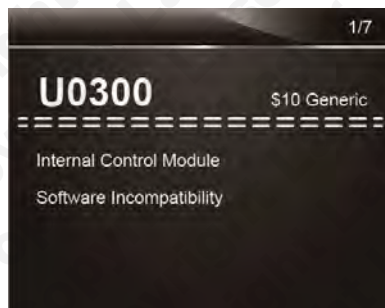 1/7
U0300 $10 Generic
Internal Control Module
Software Incompatibility